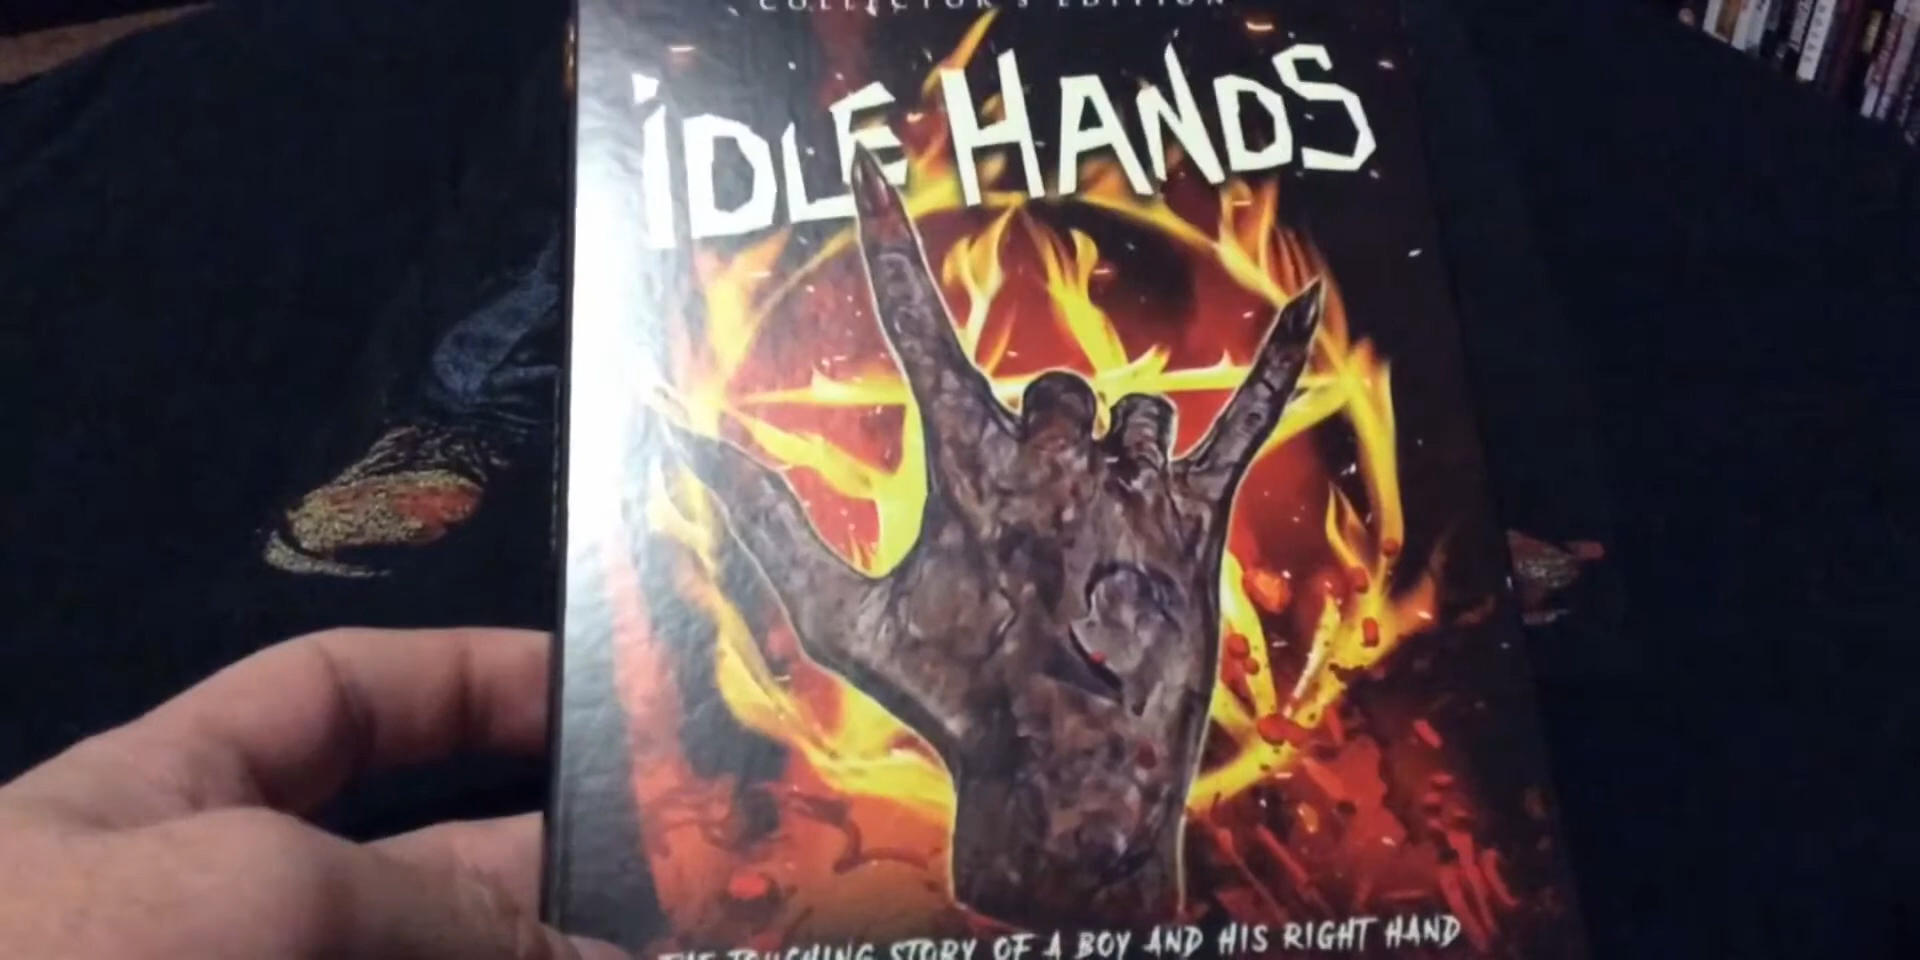 COLLECTOR'S EDITION
iDLE HANDS
THE TOUCHING STORY OF A BOY AND HIS RIGHT HAND